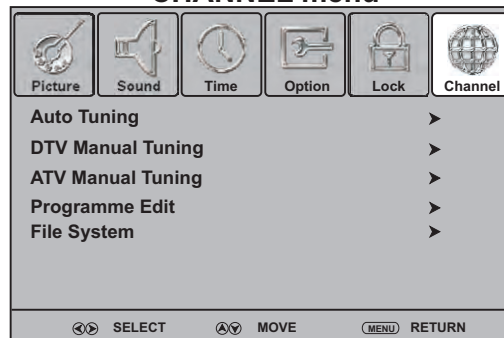 CHANNEL Menu
Picture Sound Time Option Lock Channel
Auto Tuning
DTV Manual Tuning
ATV Manual Tuning
Programme Edit
File System
SELECT MOVE MENU RETURN